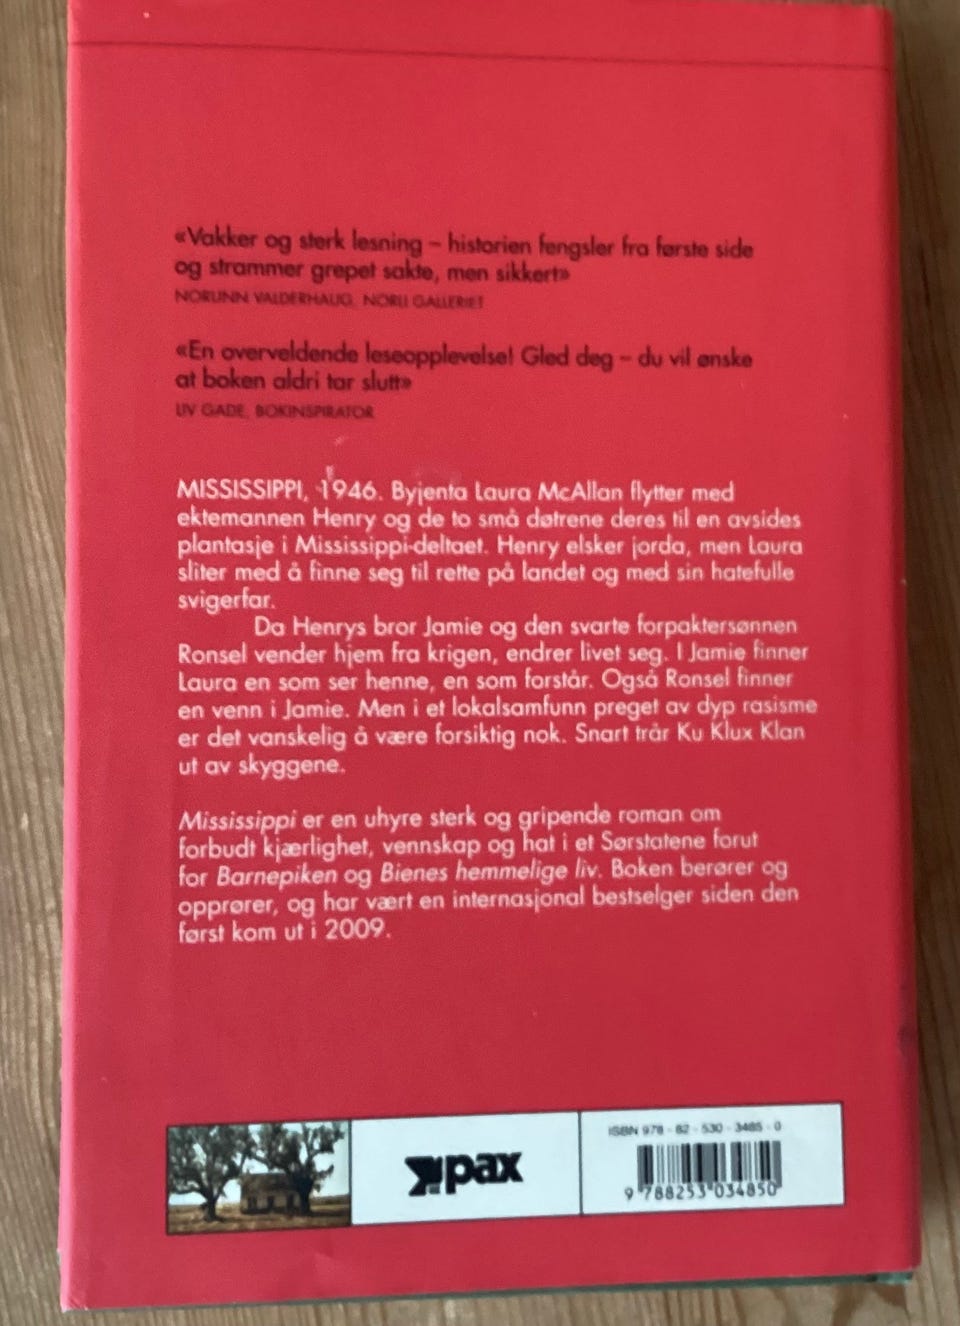 «Vakker og sterk lesning – historien fengsler fra første side
og strammer grepet sakte, men sikkert»
NORUNN VALDERHAUG, NORLI GALLERIET
«En overveldende leseopplevelse! Gled deg – du vil ønske
at boken aldri tar slutt»
LIV GADE, BOKINSPIRATOR
MISSISSIPPI, 1946. Byjenta Laura McAllan flytter med
ektemannen Henry og de to små døtrene deres til en avsides
plantasje i Mississippi-deltaet. Henry elsker jorda, men Laura
sliter med å finne seg til rette på landet og med sin hatefulle
svigerfar.
Da Henrys bror Jamie og den svarte forpaktersønnen
Ronsel vender hjem fra krigen, endrer livet seg. I Jamie finner
Laura en som ser henne, en som forstår. Også Ronsel finner
en venn i Jamie. Men i et lokalsamfunn preget av dyp rasisme
er det vanskelig å være forsiktig nok. Snart trår Ku Klux Klan
ut av skyggene.
Mississippi er en uhyre sterk og gripende roman om
forbudt kjærlighet, vennskap og hat i et Sørstatene forut
for Barnepiken og Bienes hemmelige liv. Boken berører og
opprører, og har vært en internasjonal bestselger siden den
først kom ut i 2009.
pax
ISBN 978-82-530-3485-0
9 788253 034850